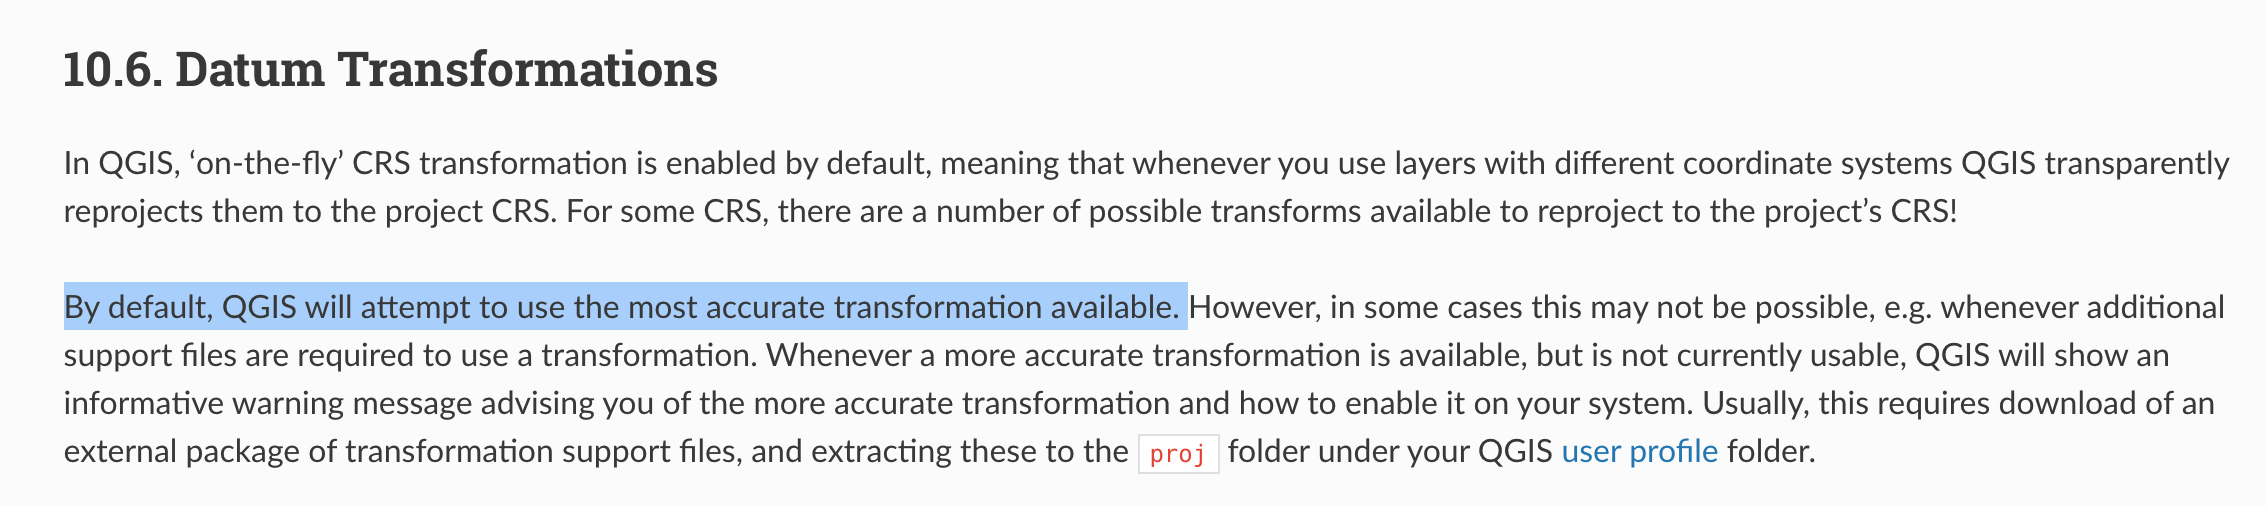 10.6. Datum Transformations
In QGIS, ‘on-the-fly’ CRS transformation is enabled by default, meaning that whenever you use layers with different coordinate systems QGIS transparently
reprojects them to the project CRS. For some CRS, there are a number of possible transforms available to reproject to the project’s CRS!
By default, QGIS will attempt to use the most accurate transformation available. However, in some cases this may not be possible, e.g. whenever additional
support files are required to use a transformation. Whenever a more accurate transformation is available, but is not currently usable, QGIS will show an
informative warning message advising you of the more accurate transformation and how to enable it on your system. Usually, this requires download of an
external package of transformation support files, and extracting these to the proj folder under your QGIS user profile folder.